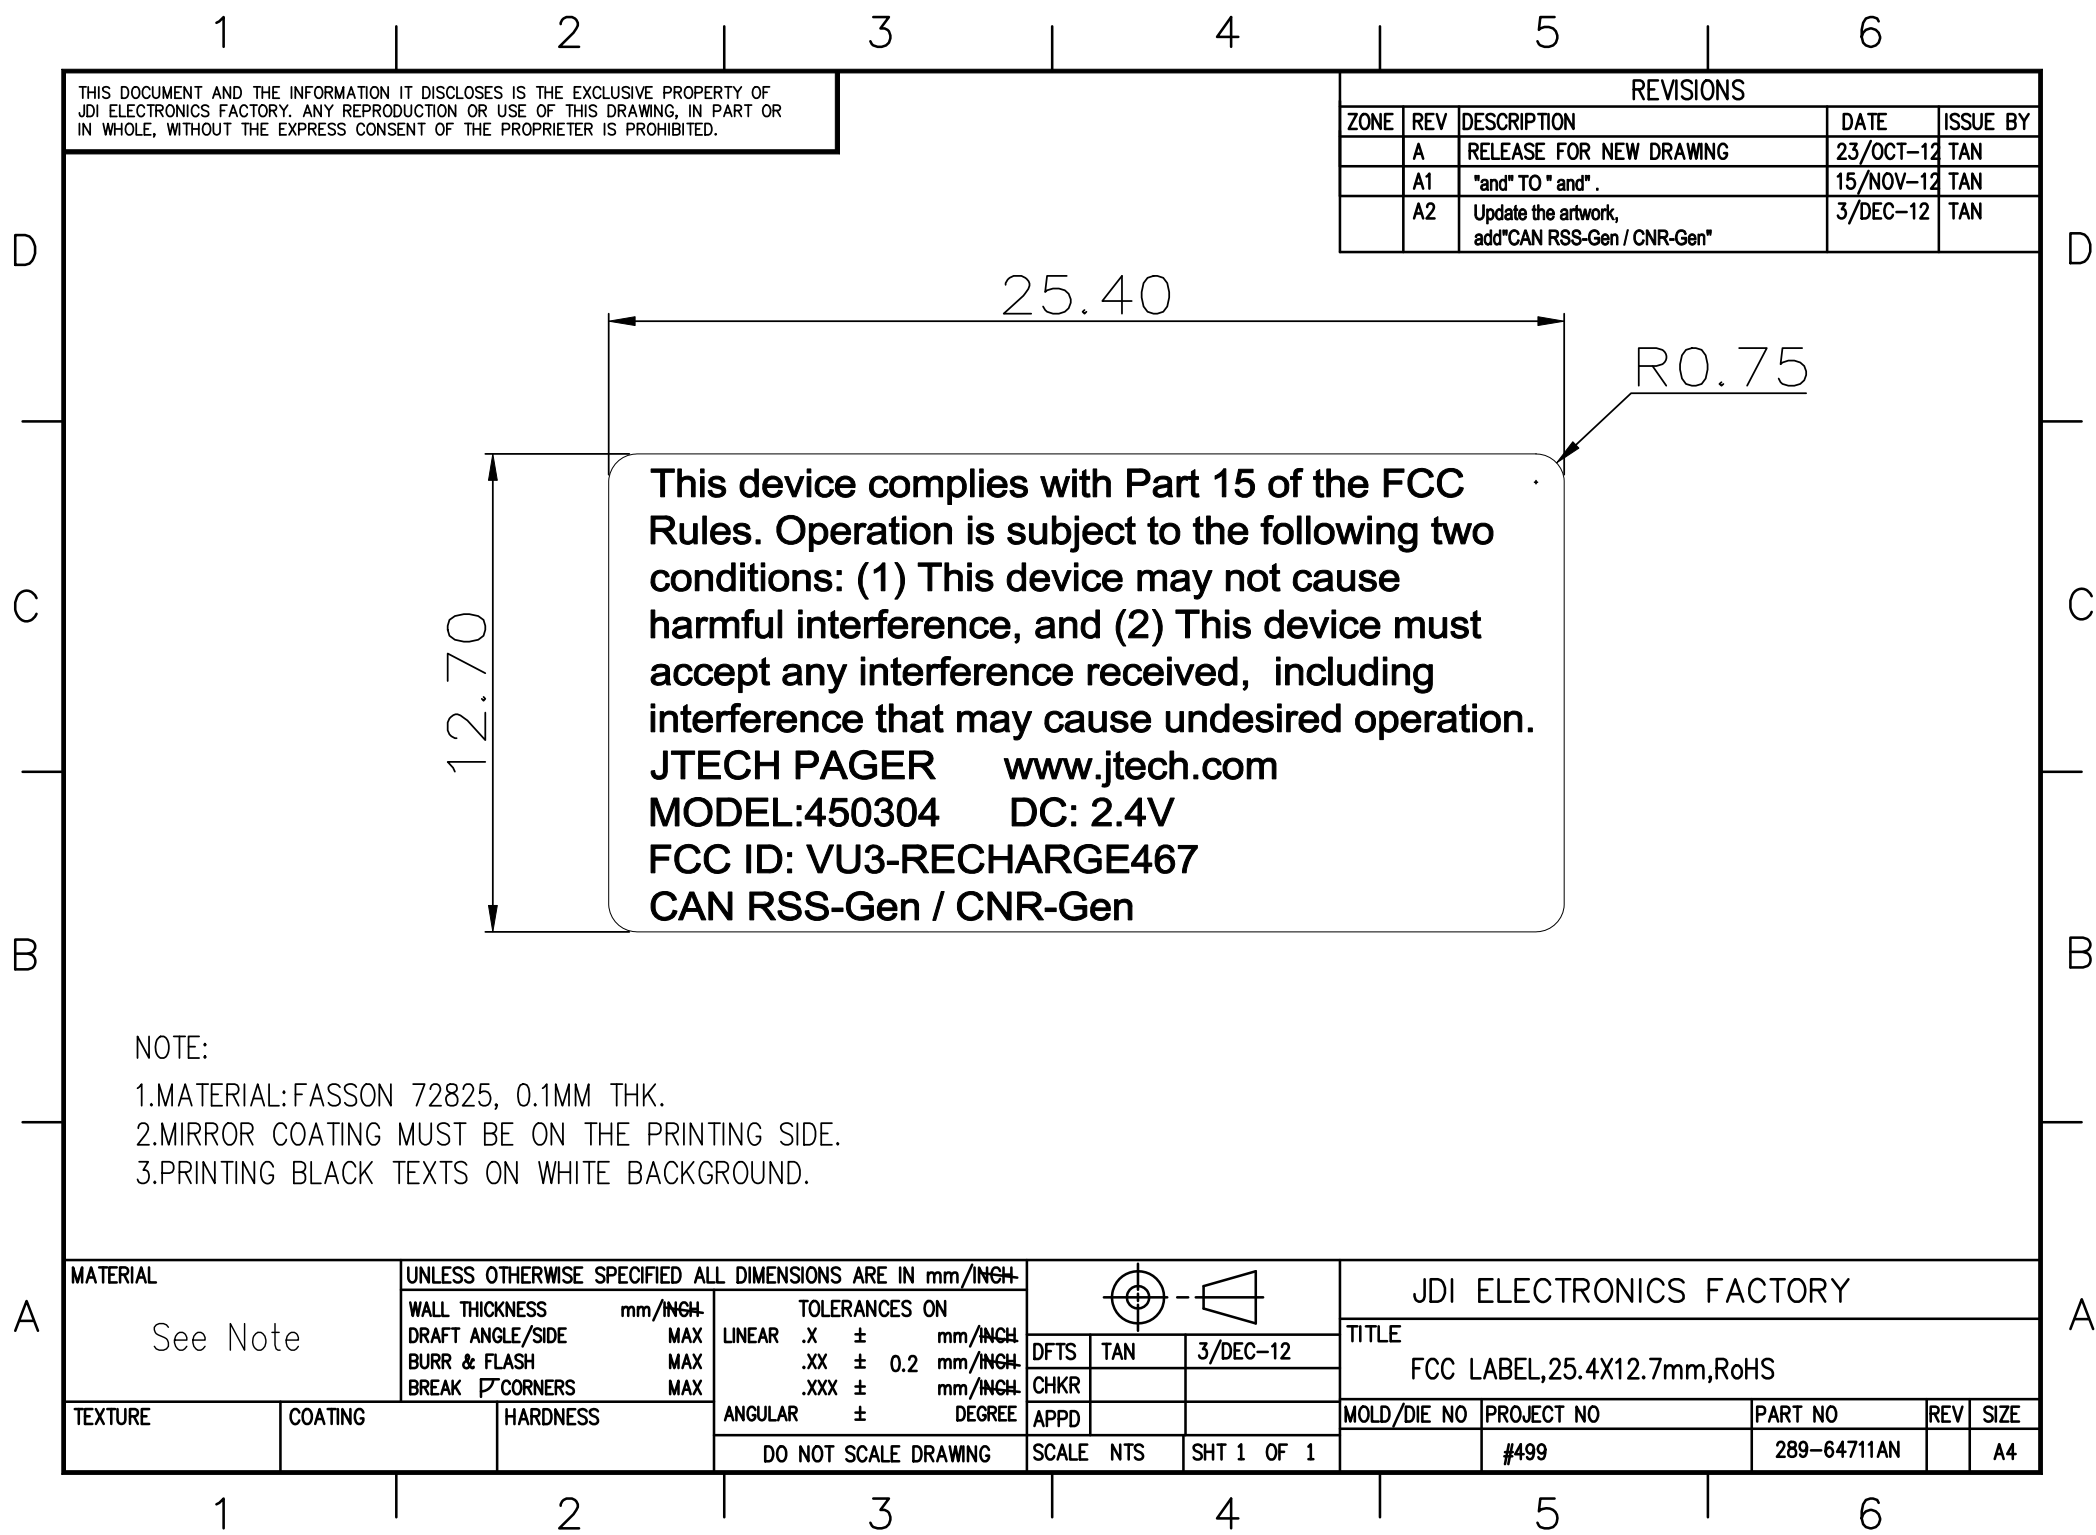 1 2 3 4 5 6
THIS DOCUMENT AND THE INFORMATION IT DISCLOSES IS THE EXCLUSIVE PROPERTY OF
JDI ELECTRONICS FACTORY. ANY REPRODUCTION OR USE OF THIS DRAWING, IN PART OR
IN WHOLE, WITHOUT THE EXPRESS CONSENT OF THE PROPRIETER IS PROHIBITED.
REVISIONS
ZONE REV DESCRIPTION DATE ISSUE BY
A RELEASE FOR NEW DRAWING 23/OCT-12 TAN
A1 "and" TO " and" . 15/NOV-12 TAN
A2 Update the artwork, 3/DEC-12 TAN
add"CAN RSS-Gen / CNR-Gen"
D D
25.40
R0.75
12.70
This device complies with Part 15 of the FCC
Rules. Operation is subject to the following two
conditions: (1) This device may not cause
harmful interference, and (2) This device must
accept any interference received, including
interference that may cause undesired operation.
JTECH PAGER www.jtech.com
MODEL:450304 DC: 2.4V
FCC ID: VU3-RECHARGE467
CAN RSS-Gen / CNR-Gen
C C
B B
NOTE:
1.MATERIAL:FASSON 72825, 0.1MM THK.
2.MIRROR COATING MUST BE ON THE PRINTING SIDE.
3.PRINTING BLACK TEXTS ON WHITE BACKGROUND.
A A
MATERIAL
See Note
TEXTURE COATING HARDNESS
UNLESS OTHERWISE SPECIFIED ALL DIMENSIONS ARE IN mm/INCH
WALL THICKNESS mm/INCH
DRAFT ANGLE/SIDE MAX
BURR & FLASH MAX
BREAK CORNERS MAX
TOLERANCES ON
LINEAR .X ± mm/INCH
.XX ± 0.2 mm/INCH
.XXX ± mm/INCH
ANGULAR ± DEGREE
DO NOT SCALE DRAWING
DFTS TAN 3/DEC-12
CHKR
APPD
SCALE NTS SHT 1 OF 1
JDI ELECTRONICS FACTORY
TITLE
FCC LABEL,25.4X12.7mm,RoHS
MOLD/DIE NO PROJECT NO PART NO REV SIZE
#499 289-64711AN A4
1 2 3 4 5 6